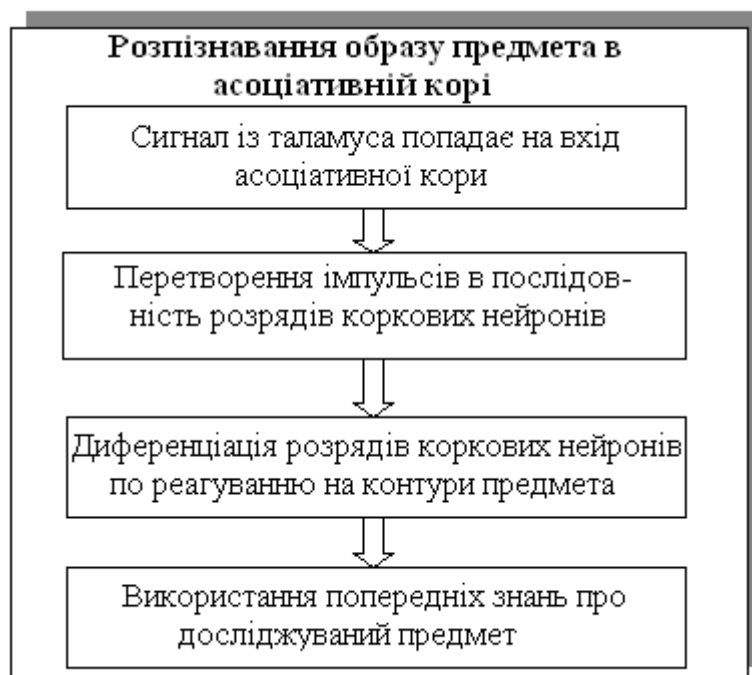 Розпізнавання образу предмета в
асоціативній корі
Сигнал із таламуса попадає на вхід
асоціативної кори
Перетворення імпульсів в послідов-
ність розрядів коркових нейронів
Диференціація розрядів коркових нейронів
по реагуванню на контури предмета
Використання попередніх знань про
досліджуваний предмет